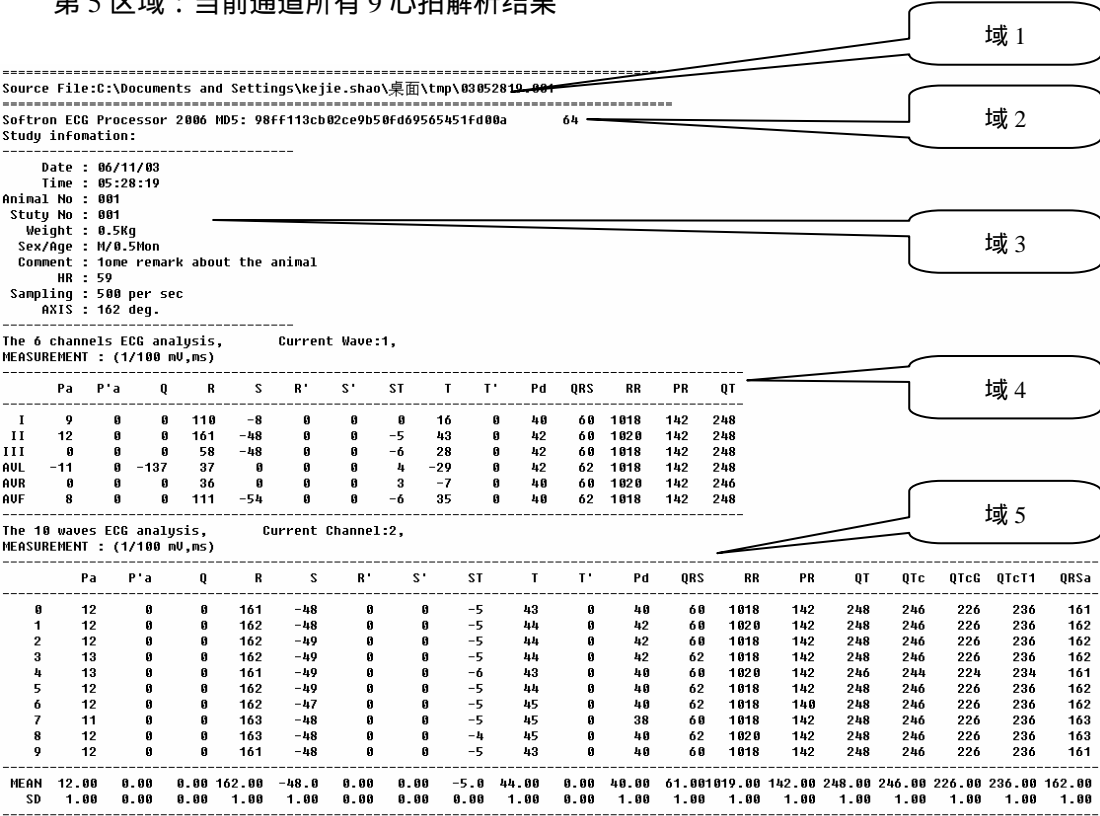 第 5 区域：当前通道所有 9 心拍解析结果
域 1
Source File:C:\Documents and Settings\kejie.shao\桌面\tmp\03052819.001
Softron ECG Processor 2006 MD5: 98ff113cb02ce9b50fd69565451fd00a 64
域 2
Study infomation:
Date : 06/11/03
Time : 05:28:19
Animal No : 001
Stuty No : 001
Weight : 0.5Kg
域 3
Sex/Age : M/0.5Mon
Comment : 1ome remark about the animal
HR : 59
Sampling : 500 per sec
AXIS : 162 deg.
The 6 channels ECG analysis, Current Wave:1,
MEASUREMENT : (1/100 mV,ms)
域 4
Pa P'a Q R S R' S' ST T T' Pd QRS RR PR QT
I 9 0 0 110 -8 0 0 0 16 0 40 60 1018 142 248
II 12 0 0 161 -48 0 0 -5 43 0 42 60 1020 142 248
III 0 0 0 58 -48 0 0 -6 28 0 42 60 1018 142 248
AVL -11 0 -137 37 0 0 0 4 -29 0 42 62 1018 142 248
AVR 0 0 0 36 0 0 0 3 -7 0 40 60 1020 142 246
AVF 8 0 0 111 -54 0 0 -6 35 0 40 62 1018 142 248
域 5
The 10 waves ECG analysis, Current Channel:2,
MEASUREMENT : (1/100 mV,ms)
Pa P'a Q R S R' S' ST T T' Pd QRS RR PR QT QTc QTcG QTcT1 QRSa
0 12 0 0 161 -48 0 0 -5 43 0 40 60 1018 142 248 246 226 236 161
1 12 0 0 162 -48 0 0 -5 44 0 42 60 1020 142 248 246 226 236 162
2 12 0 0 162 -49 0 0 -5 44 0 42 60 1018 142 248 246 226 236 162
3 13 0 0 162 -49 0 0 -5 44 0 42 62 1018 142 248 246 226 236 162
4 13 0 0 161 -49 0 0 -6 43 0 40 60 1020 142 246 244 224 234 161
5 12 0 0 162 -49 0 0 -5 44 0 40 62 1018 142 248 246 226 236 162
6 12 0 0 162 -47 0 0 -5 45 0 40 62 1018 140 248 246 226 236 162
7 11 0 0 163 -48 0 0 -5 45 0 38 60 1018 142 248 246 226 236 163
8 12 0 0 163 -48 0 0 -4 45 0 40 62 1020 142 248 246 226 236 163
9 12 0 0 161 -48 0 0 -5 43 0 40 60 1018 142 248 246 226 236 161
MEAN 12.00 0.00 0.00 162.00 -48.0 0.00 0.00 -5.0 44.00 0.00 40.00 61.001019.00 142.00 248.00 246.00 226.00 236.00 162.00
SD 1.00 0.00 0.00 1.00 1.00 0.00 0.00 0.00 1.00 0.00 1.00 1.00 1.00 1.00 1.00 1.00 1.00 1.00 1.00